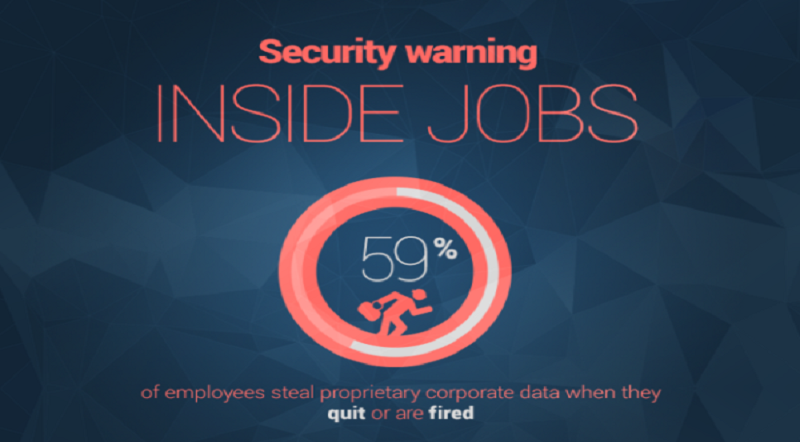 Security warning
INSIDE JOBS
59%
of employees steal proprietary corporate data when they
quit or are fired